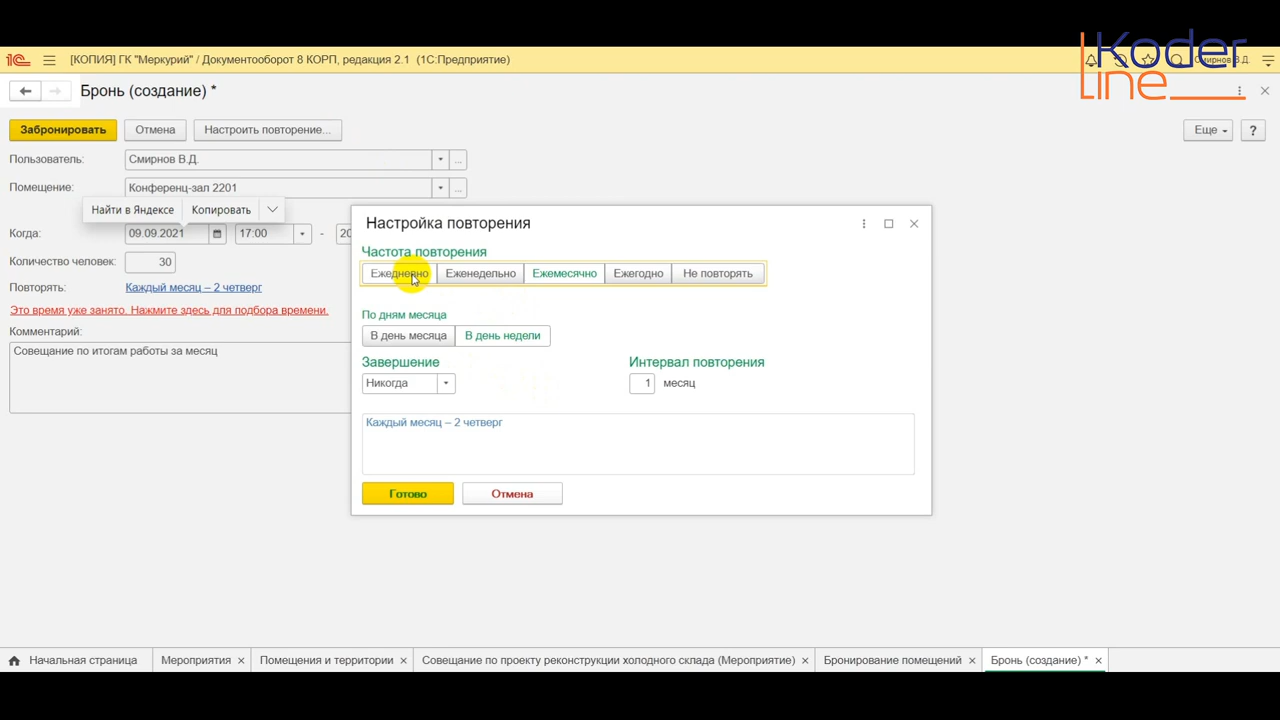 Koder
line
1С [КОПИЯ] ГК "Меркурий" / Документооборот 8 КОРП, редакция 2.1 (1С:Предприятие)
Смирнов В.Д.
Бронь (создание) *
Забронировать Отмена Настроить повторение... Еще ?
Пользователь: Смирнов В.Д. ...
Помещение: Конференц-зал 2201 ...
Найти в Яндексе Копировать
Когда: 09.09.2021 17:00 - 20
Количество человек: 30
Повторять: Каждый месяц – 2 четверг
Это время уже занято. Нажмите здесь для подбора времени.
Комментарий:
Совещание по итогам работы за месяц
Настройка повторения
Частота повторения
Ежедневно Еженедельно Ежемесячно Ежегодно Не повторять
По дням месяца
В день месяца В день недели
Завершение Интервал повторения
Никогда 1 месяц
Каждый месяц – 2 четверг
Готово Отмена
Начальная страница Мероприятия × Помещения и территории × Совещание по проекту реконструкции холодного склада (Мероприятие) × Бронирование помещений × Бронь (создание) * ×